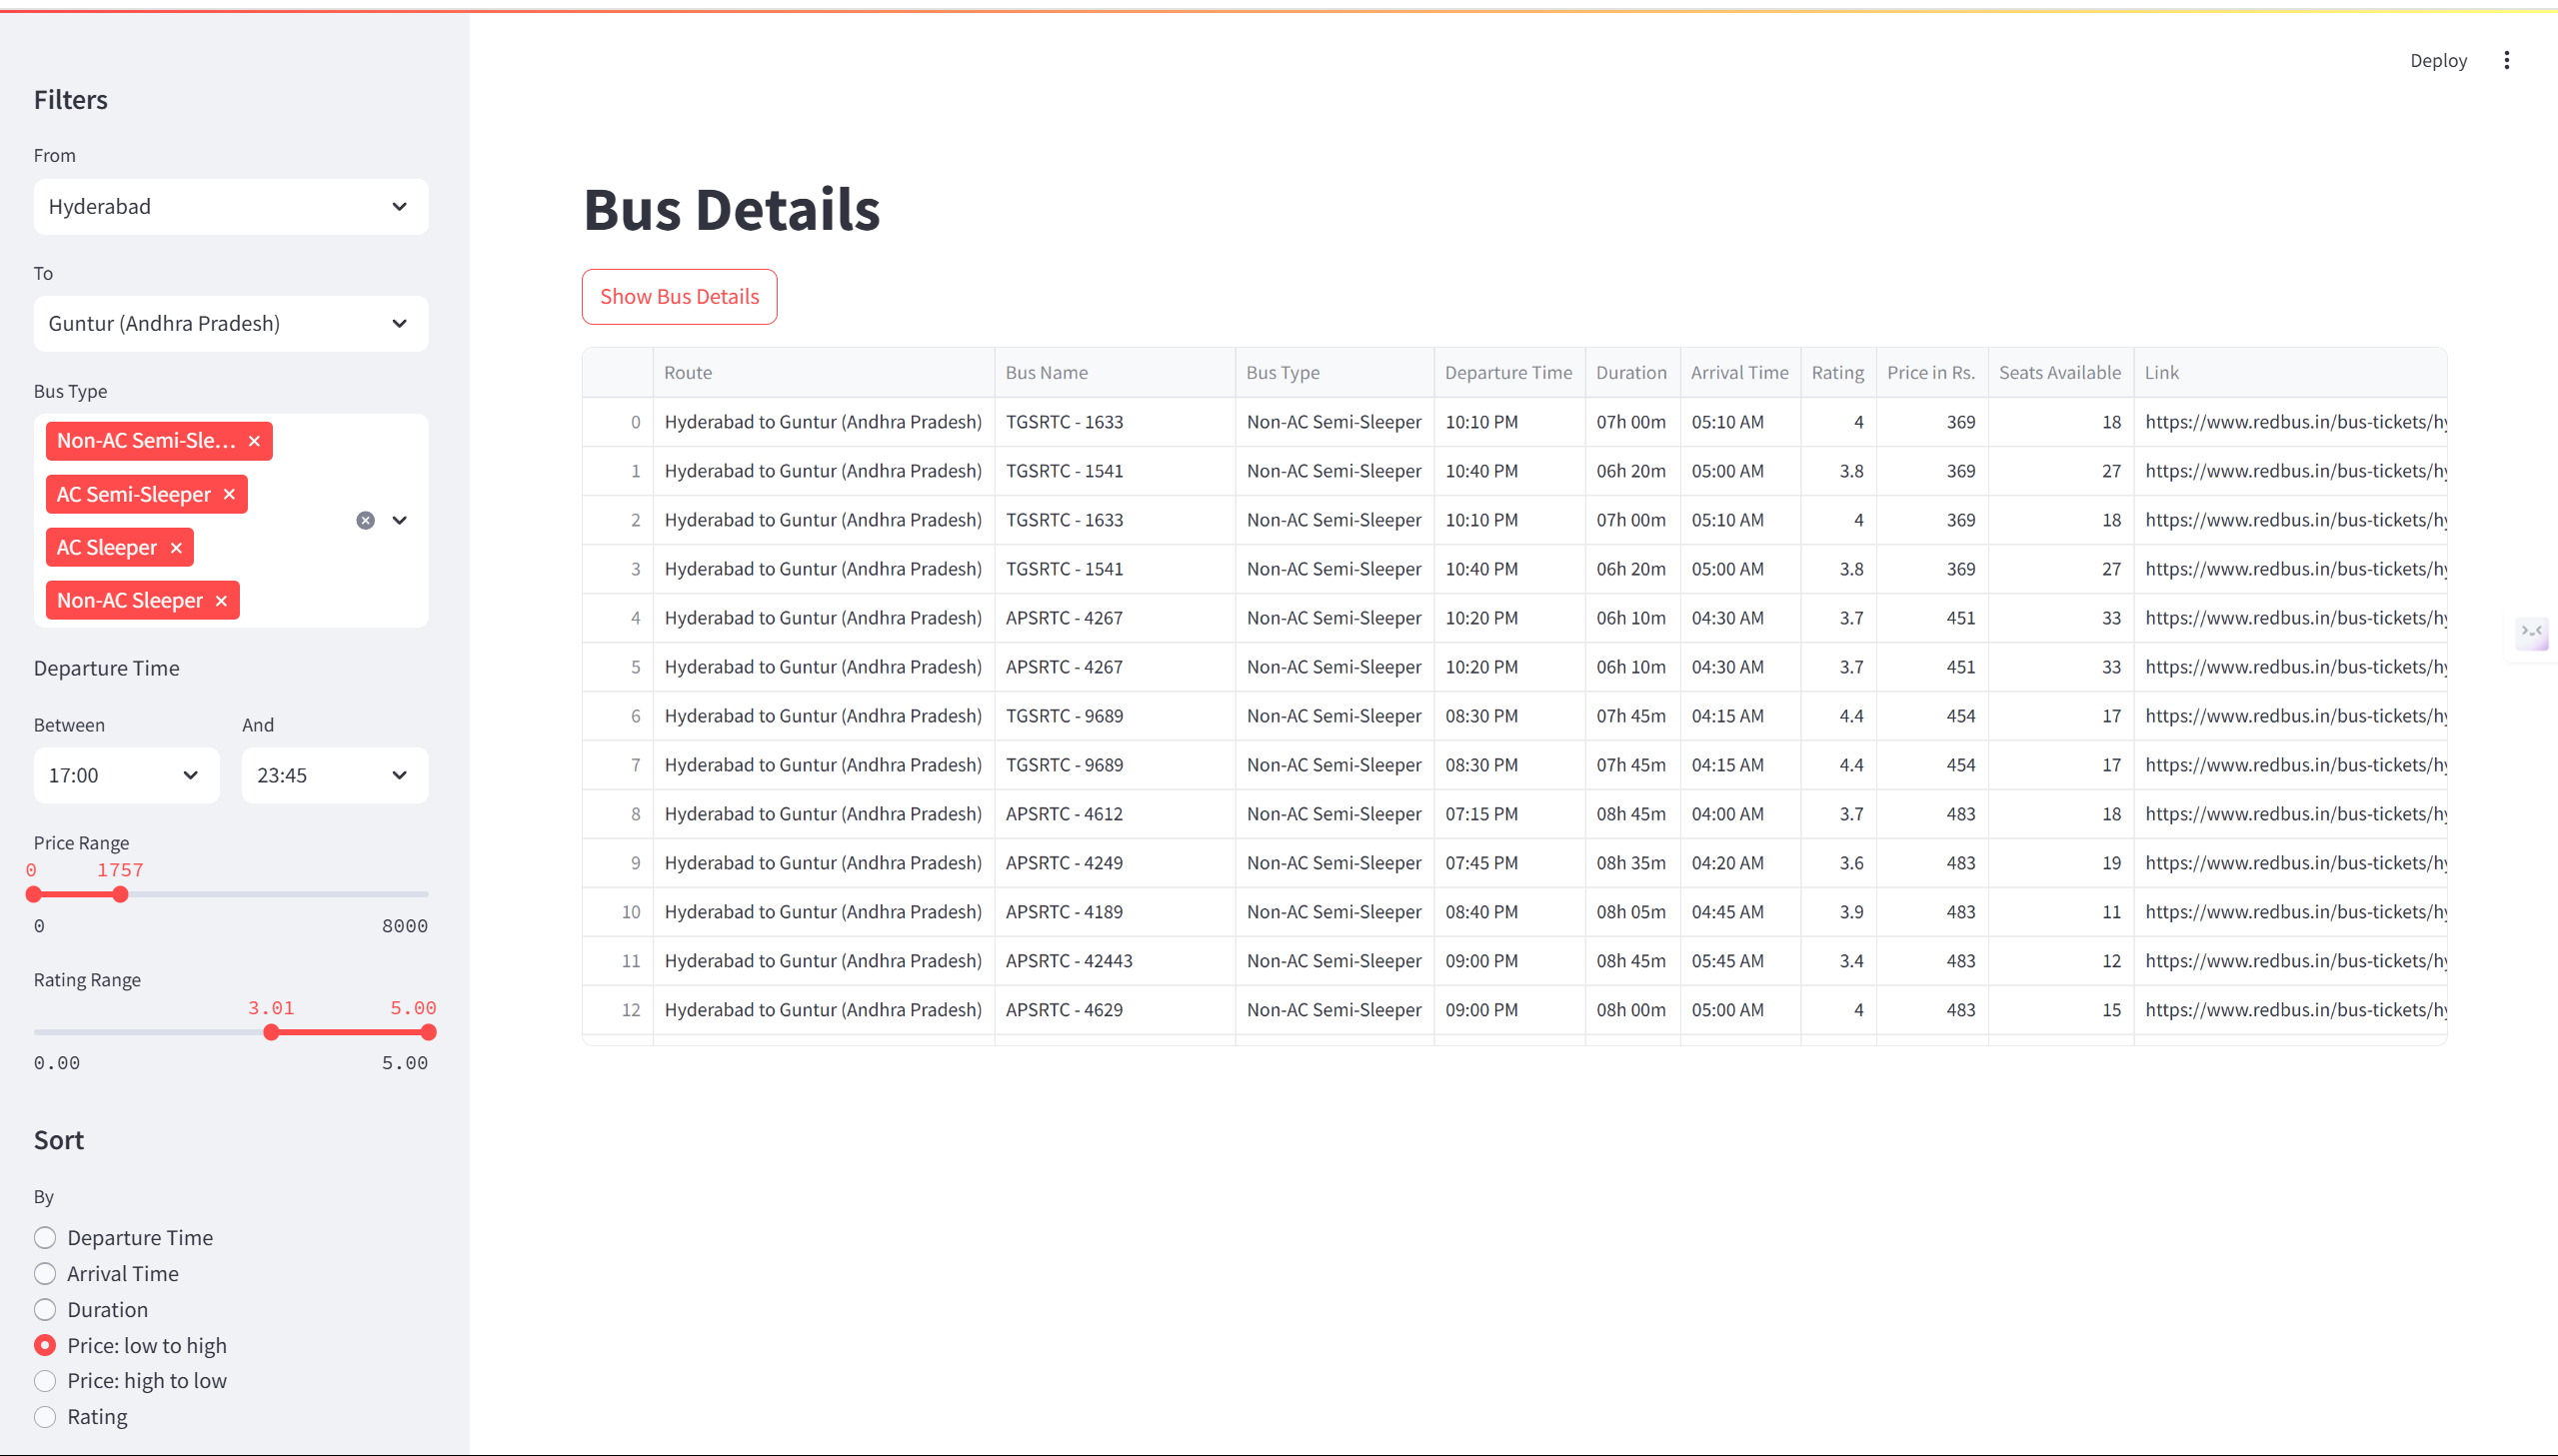 Deploy
Filters
From
Hyderabad
To
Guntur (Andhra Pradesh)
Bus Type
Non-AC Semi-Sle...
AC Semi-Sleeper
AC Sleeper
Non-AC Sleeper
Departure Time
Between And
17:00 23:45
Price Range
0 1757
0 8000
Rating Range
3.01 5.00
0.00 5.00
Sort
By
Departure Time
Arrival Time
Duration
Price: low to high
Price: high to low
Rating
Bus Details
Show Bus Details
Route Bus Name Bus Type Departure Time Duration Arrival Time Rating Price in Rs. Seats Available Link
0 Hyderabad to Guntur (Andhra Pradesh) TGSRTC - 1633 Non-AC Semi-Sleeper 10:10 PM 07h 00m 05:10 AM 4 369 18 https://www.redbus.in/bus-tickets/hy
1 Hyderabad to Guntur (Andhra Pradesh) TGSRTC - 1541 Non-AC Semi-Sleeper 10:40 PM 06h 20m 05:00 AM 3.8 369 27 https://www.redbus.in/bus-tickets/hy
2 Hyderabad to Guntur (Andhra Pradesh) TGSRTC - 1633 Non-AC Semi-Sleeper 10:10 PM 07h 00m 05:10 AM 4 369 18 https://www.redbus.in/bus-tickets/hy
3 Hyderabad to Guntur (Andhra Pradesh) TGSRTC - 1541 Non-AC Semi-Sleeper 10:40 PM 06h 20m 05:00 AM 3.8 369 27 https://www.redbus.in/bus-tickets/hy
4 Hyderabad to Guntur (Andhra Pradesh) APSRTC - 4267 Non-AC Semi-Sleeper 10:20 PM 06h 10m 04:30 AM 3.7 451 33 https://www.redbus.in/bus-tickets/hy
5 Hyderabad to Guntur (Andhra Pradesh) APSRTC - 4267 Non-AC Semi-Sleeper 10:20 PM 06h 10m 04:30 AM 3.7 451 33 https://www.redbus.in/bus-tickets/hy
6 Hyderabad to Guntur (Andhra Pradesh) TGSRTC - 9689 Non-AC Semi-Sleeper 08:30 PM 07h 45m 04:15 AM 4.4 454 17 https://www.redbus.in/bus-tickets/hy
7 Hyderabad to Guntur (Andhra Pradesh) TGSRTC - 9689 Non-AC Semi-Sleeper 08:30 PM 07h 45m 04:15 AM 4.4 454 17 https://www.redbus.in/bus-tickets/hy
8 Hyderabad to Guntur (Andhra Pradesh) APSRTC - 4612 Non-AC Semi-Sleeper 07:15 PM 08h 45m 04:00 AM 3.7 483 18 https://www.redbus.in/bus-tickets/hy
9 Hyderabad to Guntur (Andhra Pradesh) APSRTC - 4249 Non-AC Semi-Sleeper 07:45 PM 08h 35m 04:20 AM 3.6 483 19 https://www.redbus.in/bus-tickets/hy
10 Hyderabad to Guntur (Andhra Pradesh) APSRTC - 4189 Non-AC Semi-Sleeper 08:40 PM 08h 05m 04:45 AM 3.9 483 11 https://www.redbus.in/bus-tickets/hy
11 Hyderabad to Guntur (Andhra Pradesh) APSRTC - 42443 Non-AC Semi-Sleeper 09:00 PM 08h 45m 05:45 AM 3.4 483 12 https://www.redbus.in/bus-tickets/hy
12 Hyderabad to Guntur (Andhra Pradesh) APSRTC - 4629 Non-AC Semi-Sleeper 09:00 PM 08h 00m 05:00 AM 4 483 15 https://www.redbus.in/bus-tickets/hy